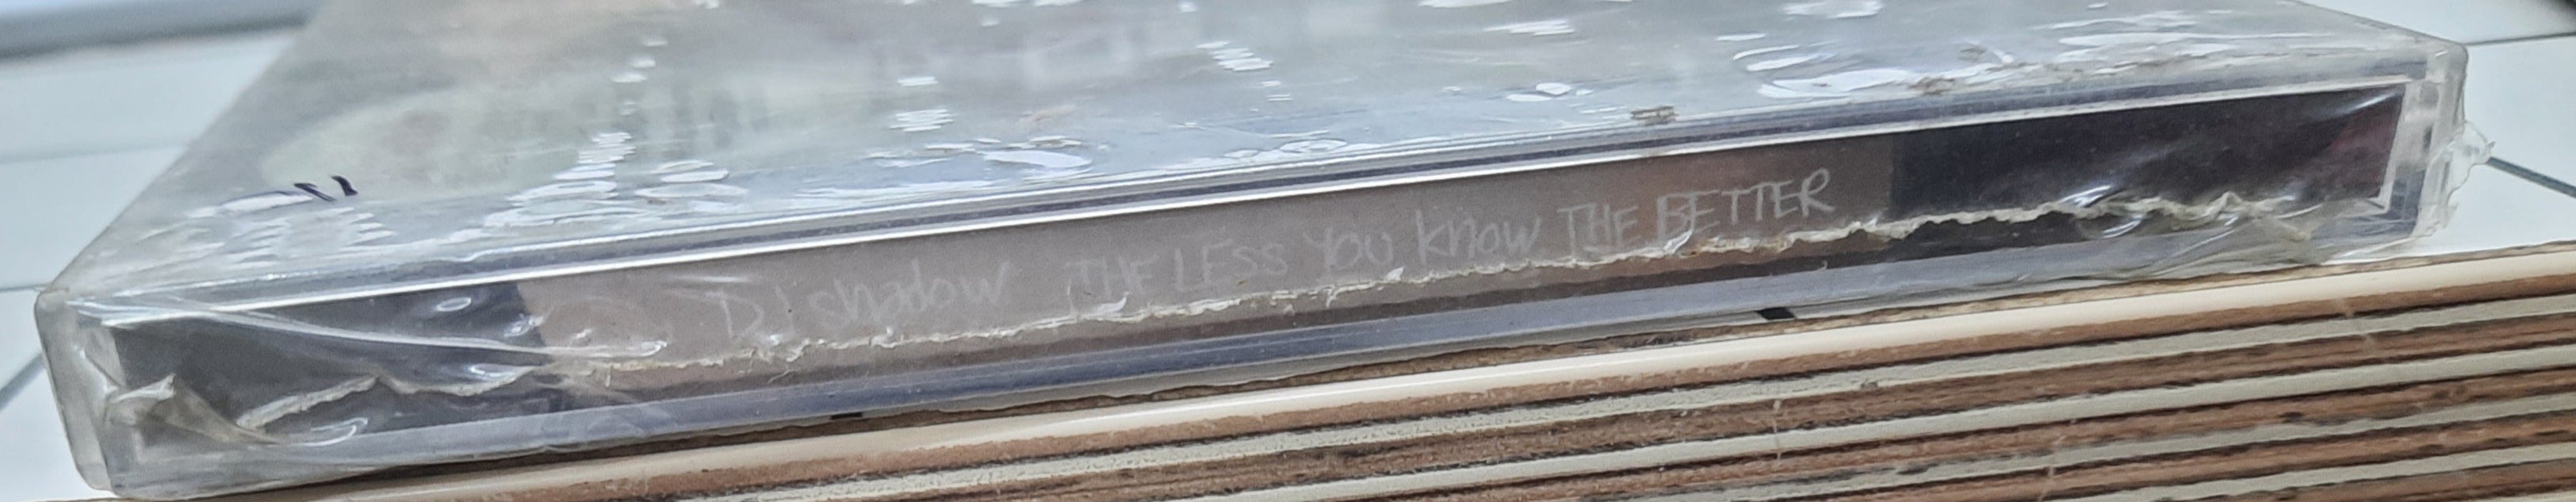 DJ shadow THE LESS YOU know THE BETTER